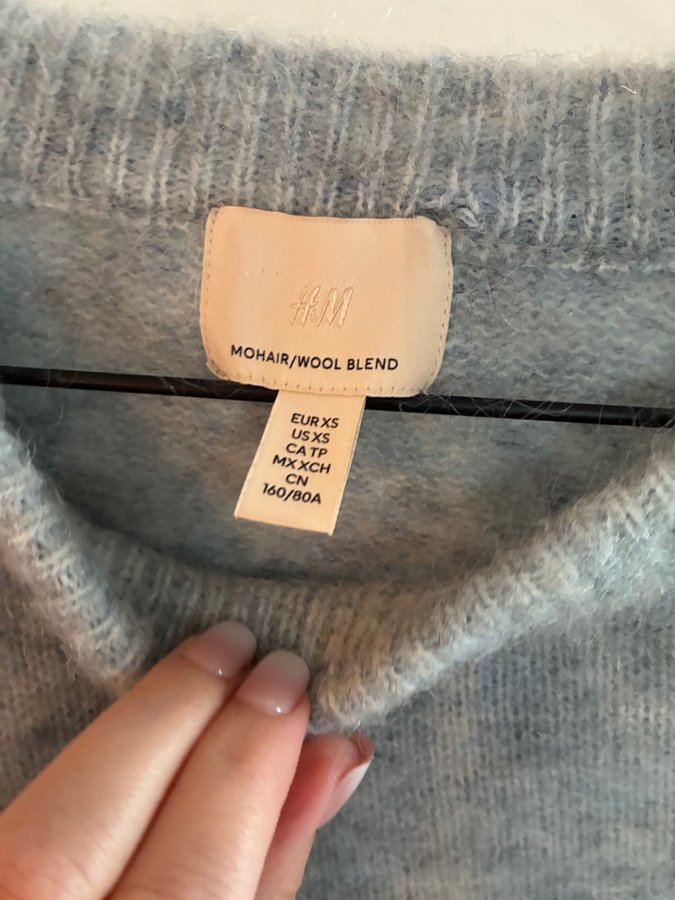 H&M
MOHAIR/WOOL BLEND
EUR XS
US XS
CA TP
MX XCH
CN
160/80A